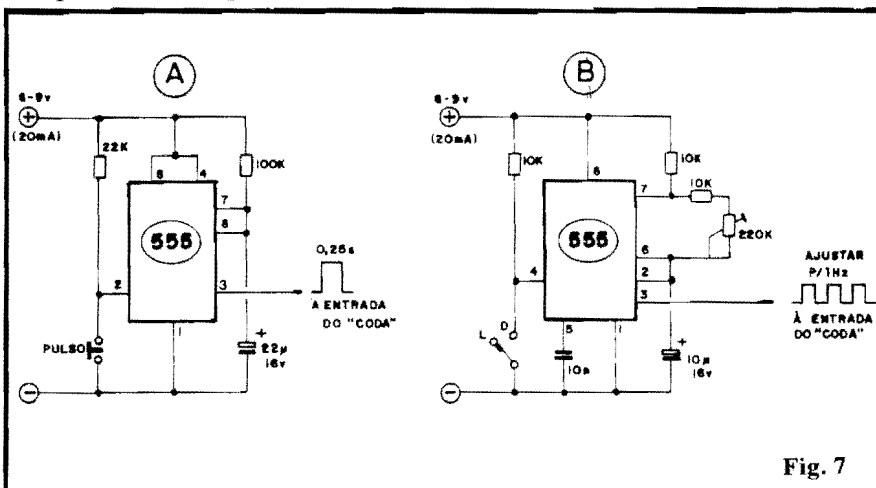 A
6-9v
+
(20mA)
22K
8
4
100K
7
6
555
2
3
0,25s
À ENTRADA
DO "CODA"
PULSO
1
+
22µ
16v
−
B
6-9v
+
(20mA)
10K
8
10K
7
10K
220K
555
6
4
2
3
AJUSTAR
P/1Hz
À ENTRADA
DO "CODA"
L
D
5
1
10n
+
10µ
16v
−
Fig. 7